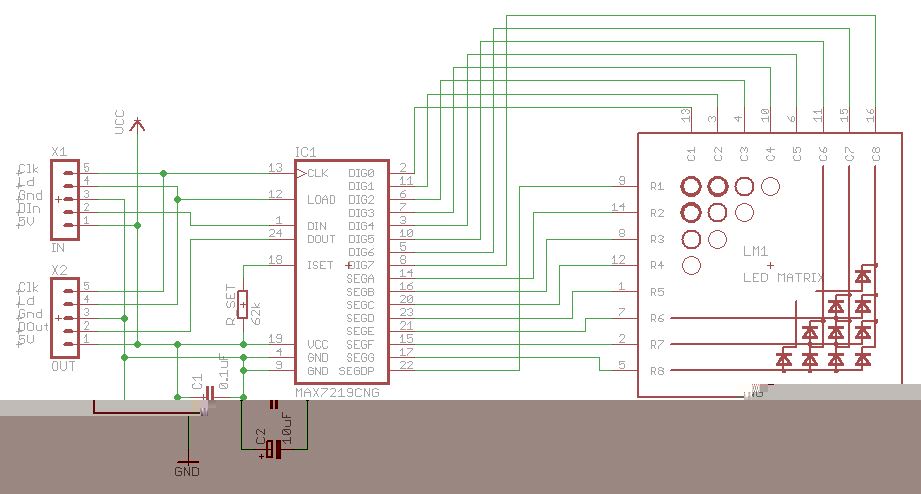 13 3 4 10 6 11 15 16
C1 C2 C3 C4 C5 C6 C7 C8
VCC
X1
Clk 5
Ld 4
Gnd 3
DIn 2
5V 1
IN
X2
Clk 5
Ld 4
Gnd 3
DOut 2
5V 1
OUT
R_SET
62k
C1
0.1uF
IC1
13 CLK DIG0 2
DIG1 11
12 LOAD DIG2 6
DIG3 7
1 DIN DIG4 3
24 DOUT DIG5 10
DIG6 5
18 ISET DIG7 8
SEGA 14
SEGB 16
SEGC 20
SEGD 23
SEGE 21
19 VCC SEGF 15
4 GND SEGG 17
9 GND SEGDP 22
MAX7219CNG
9 R1
14 R2
8 R3
12 R4
1 R5
7 R6
2 R7
5 R8
LM1
LED MATRIX
C2
10uF
GND